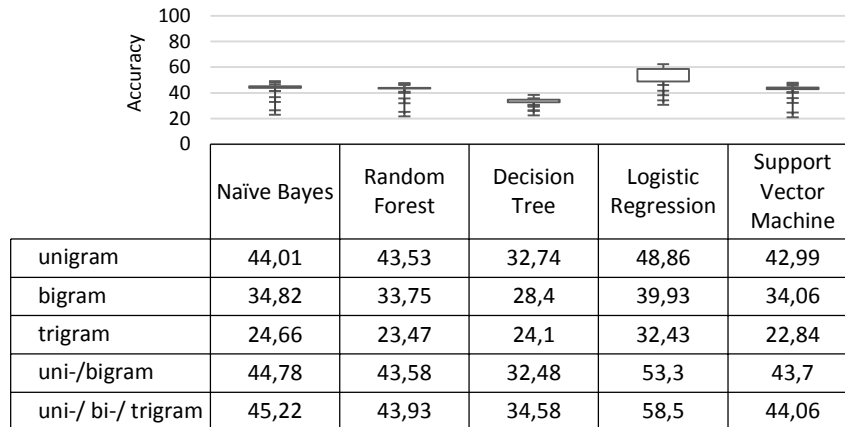 100
80
60
40
20
0
Accuracy
Naïve Bayes
Random
Forest
Decision
Tree
Logistic
Regression
Support
Vector
Machine
unigram 44,01 43,53 32,74 48,86 42,99
bigram 34,82 33,75 28,4 39,93 34,06
trigram 24,66 23,47 24,1 32,43 22,84
uni-/bigram 44,78 43,58 32,48 53,3 43,7
uni-/ bi-/ trigram 45,22 43,93 34,58 58,5 44,06